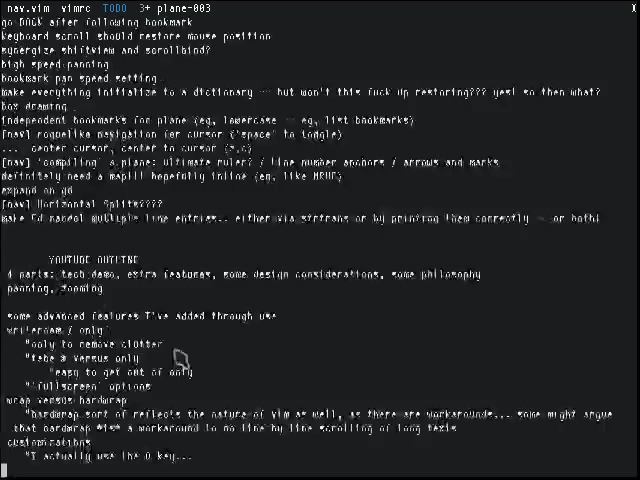 nav.vim vimrc TODO 3+ plane-003 X
go BACK after following bookmark
keyboard scroll should restore mouse position
synergize shiftview and scrollbind?
high speed panning
bookmark pan speed setting
make everything initialize to a dictionary -- but won't this fuck up restoring??? yes! so then what?
box drawing
independent bookmarks for plane (eg, lowercase -- eg, list bookmarks)
[nav] roguelike navigation for cursor ('space' to toggle)
... center cursor, center to cursor
[nav] 'compiling' a plane: ultimate ruler? / line number anchors / arrows and marks
definitely need a map!!! hopefully inline (eg, like
expand on gd
[nav] Horizontal Splits????
make multiple line entries.. either via strtrans or by printing them correctly -- or both!
YOUTUBE OUTLINE
4 parts: tech demo, extra features, some design considerations, some philosophy
panning, zooming
some advanced features I've added through use
writeroom / only
"only to remove clutter
"tabe % versus only
"easy to get out of only
"'fullscreen' options
wrap versus hardwrap
"hardwrap sort of reflects the nature of vim as well, as there are workarounds... some might argue
that hardwrap *is* a workaround to no line by line scrolling of long texts
customizations
"I actually use the 0 key...